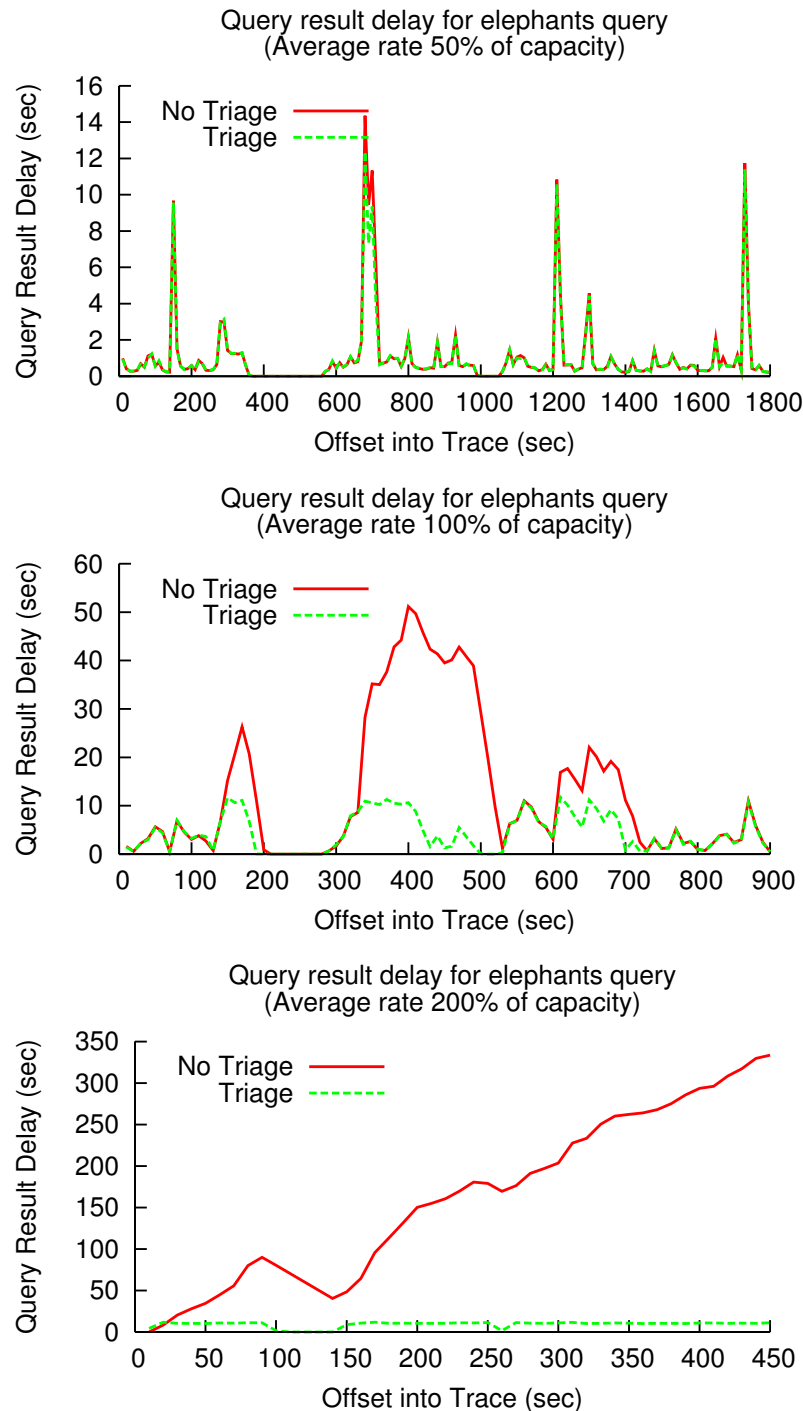 Query result delay for elephants query
(Average rate 50% of capacity)
Query Result Delay (sec)
16
14
12
10
8
6
4
2
0
No Triage
Triage
0 200 400 600 800 1000 1200 1400 1600 1800
Offset into Trace (sec)
Query result delay for elephants query
(Average rate 100% of capacity)
Query Result Delay (sec)
60
50
40
30
20
10
0
No Triage
Triage
0 100 200 300 400 500 600 700 800 900
Offset into Trace (sec)
Query result delay for elephants query
(Average rate 200% of capacity)
Query Result Delay (sec)
350
300
250
200
150
100
50
0
No Triage
Triage
0 50 100 150 200 250 300 350 400 450
Offset into Trace (sec)